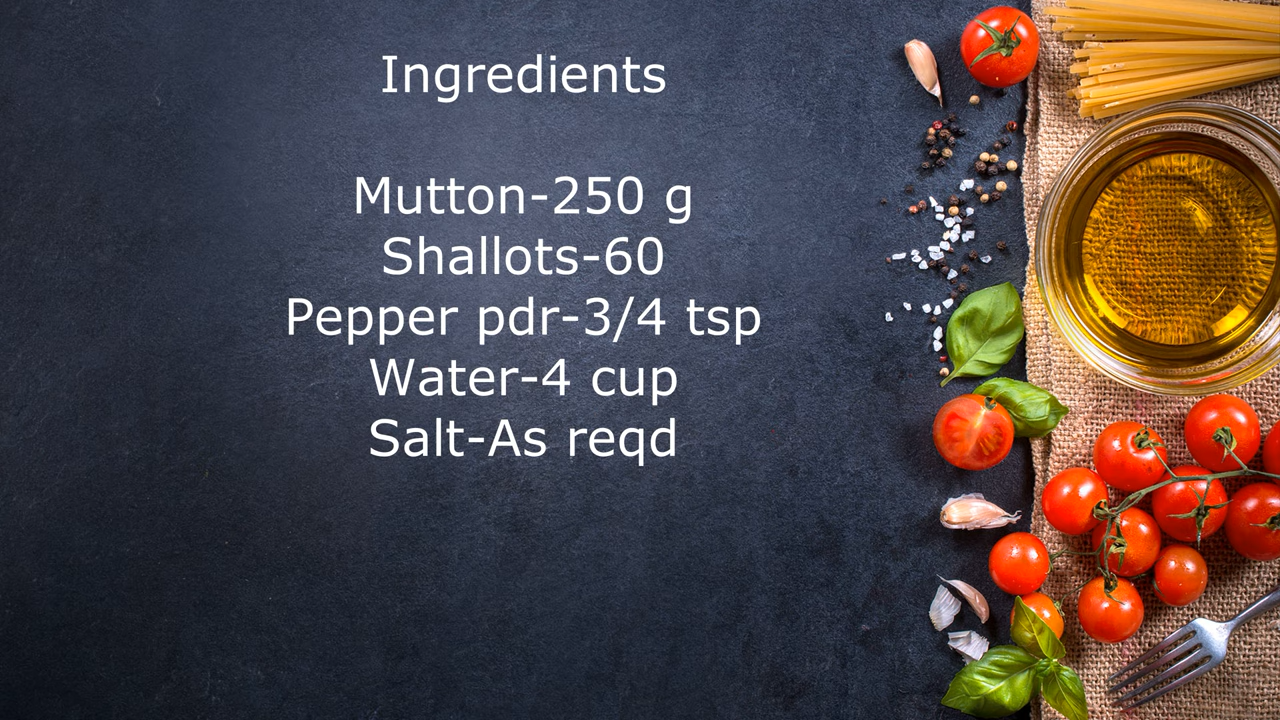 Ingredients
Mutton-250 g
Shallots-60
Pepper pdr-3/4 tsp
Water-4 cup
Salt-As reqd